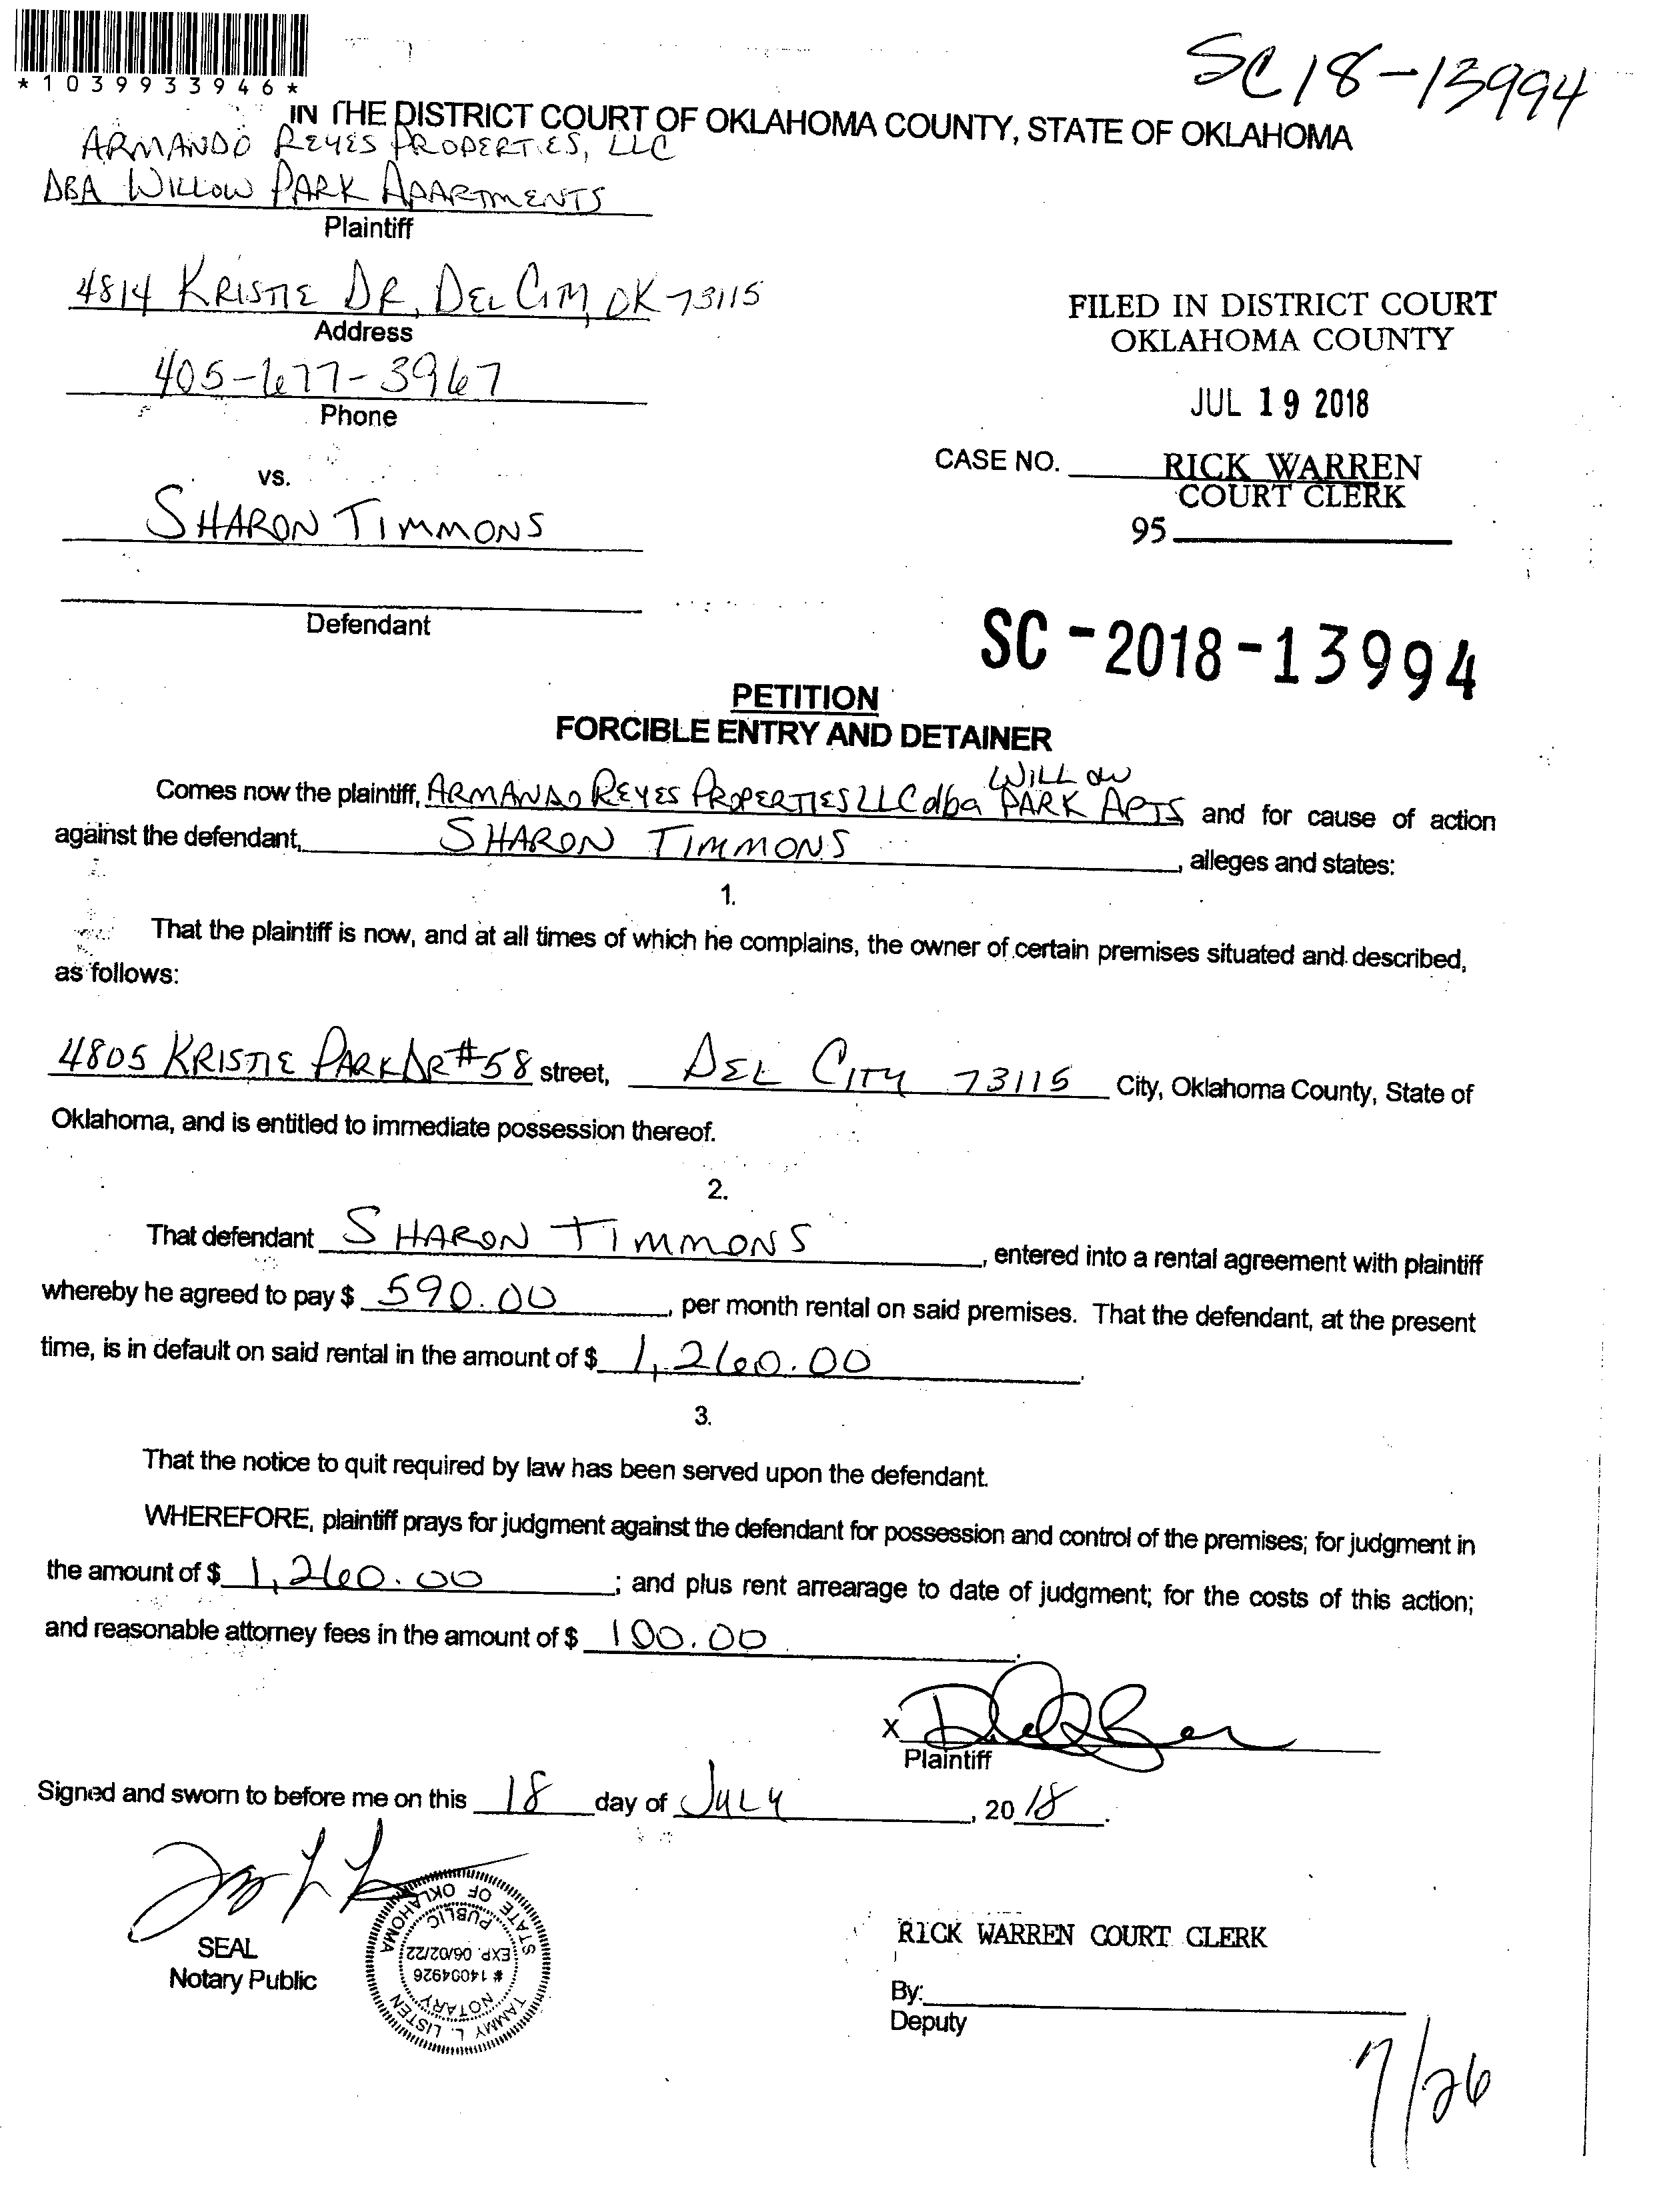 *1039933946*
SC18-13994
IN THE DISTRICT COURT OF OKLAHOMA COUNTY, STATE OF OKLAHOMA
ARMANDO REYES PROPERTIES, LLC
DBA WILLOW PARK APARTMENTS
Plaintiff
4814 KRISTIE DR, DEL CITY, OK 73115
Address
405-677-3967
Phone
FILED IN DISTRICT COURT
OKLAHOMA COUNTY
JUL 19 2018
vs.
CASE NO. RICK WARREN
COURT CLERK
95
SHARON TIMMONS
Defendant
SC-2018-13994
PETITION
FORCIBLE ENTRY AND DETAINER
Comes now the plaintiff, ARMANDO REYES PROPERTIES LLC dba WILLOW PARK APTS and for cause of action
against the defendant, SHARON TIMMONS, alleges and states:
1.
That the plaintiff is now, and at all times of which he complains, the owner of certain premises situated and described,
as follows:
4805 KRISTIE PARK DR #58 street, DEL CITY 73115 City, Oklahoma County, State of
Oklahoma, and is entitled to immediate possession thereof.
2.
That defendant SHARON TIMMONS, entered into a rental agreement with plaintiff
whereby he agreed to pay $ 590.00, per month rental on said premises. That the defendant, at the present
time, is in default on said rental in the amount of $ 1,260.00.
3.
That the notice to quit required by law has been served upon the defendant.
WHEREFORE, plaintiff prays for judgment against the defendant for possession and control of the premises; for judgment in
the amount of $ 1,260.00; and plus rent arrearage to date of judgment; for the costs of this action;
and reasonable attorney fees in the amount of $ 100.00.
X
Plaintiff
Signed and sworn to before me on this 18 day of JULY, 2018.
SEAL
Notary Public
TAMMY L. LISTEN
NOTARY
# 14004926
EXP. 06/02/22
PUBLIC
STATE OF OKLAHOMA
RICK WARREN COURT CLERK
By:
Deputy
7/26